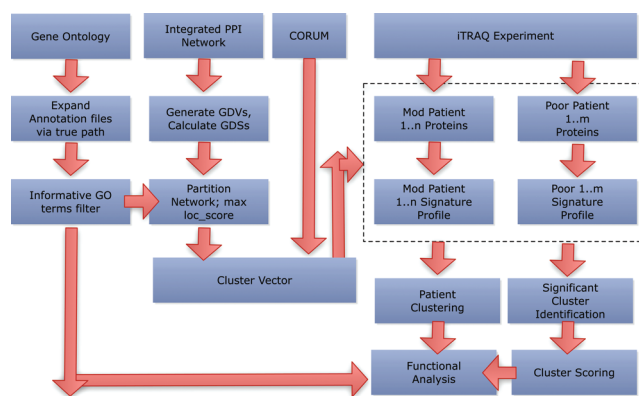 Gene Ontology
Integrated PPI
Network
CORUM
iTRAQ Experiment
Expand
Annotation files
via true path
Generate GDVs,
Calculate GDSs
Mod Patient
1..n Proteins
Poor Patient
1..m
Proteins
Informative GO
terms filter
Partition
Network; max
loc_score
Mod Patient
1..n Signature
Profile
Poor 1..m
Signature
Profile
Cluster Vector
Patient
Clustering
Significant
Cluster
Identification
Functional
Analysis
Cluster Scoring